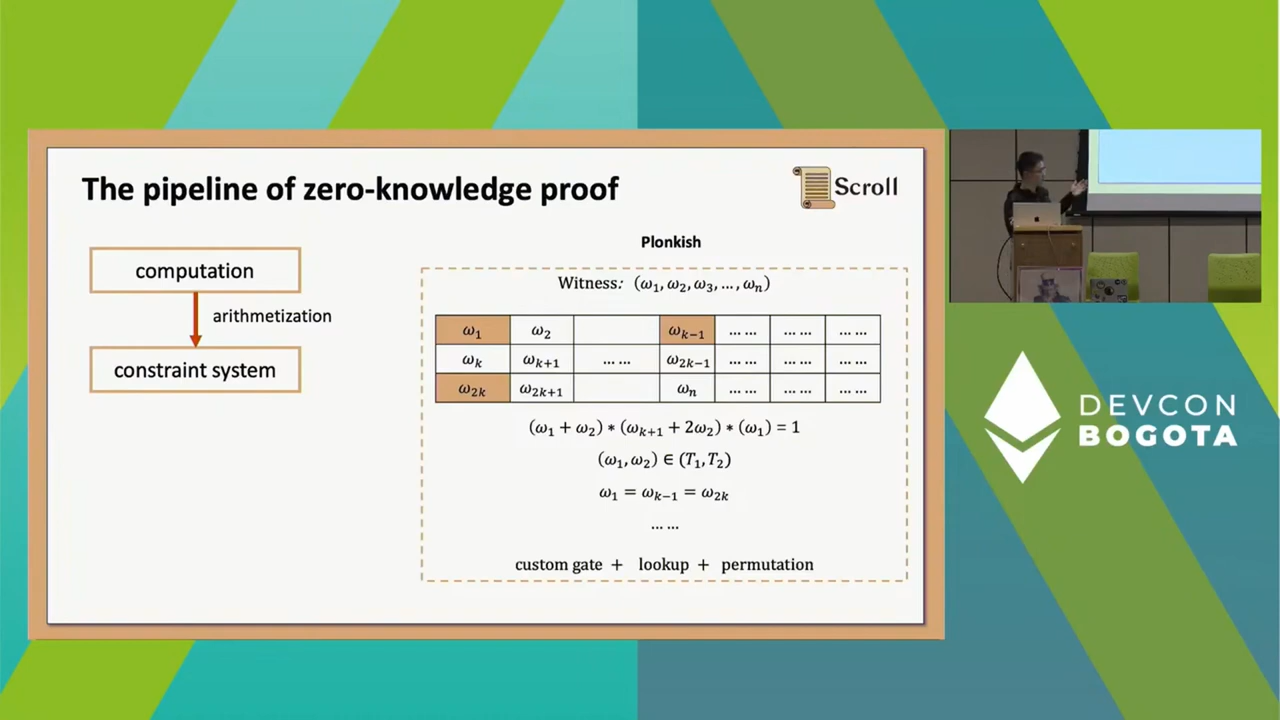 The pipeline of zero-knowledge proof
Scroll
computation
arithmetization
constraint system
Plonkish
Witness: (ω₁, ω₂, ω₃, …, ωₙ)
ω₁ ω₂ ωₖ₋₁ … … … … … …
ωₖ ωₖ₊₁ … … ω₂ₖ₋₁ … … … … … …
ω₂ₖ ω₂ₖ₊₁ ωₙ … … … … … …
(ω₁ + ω₂) ∗ (ωₖ₊₁ + 2ω₂) ∗ (ω₁) = 1
(ω₁, ω₂) ∈ (T₁, T₂)
ω₁ = ωₖ₋₁ = ω₂ₖ
… …
custom gate + lookup + permutation
DEVCON
BOGOTA